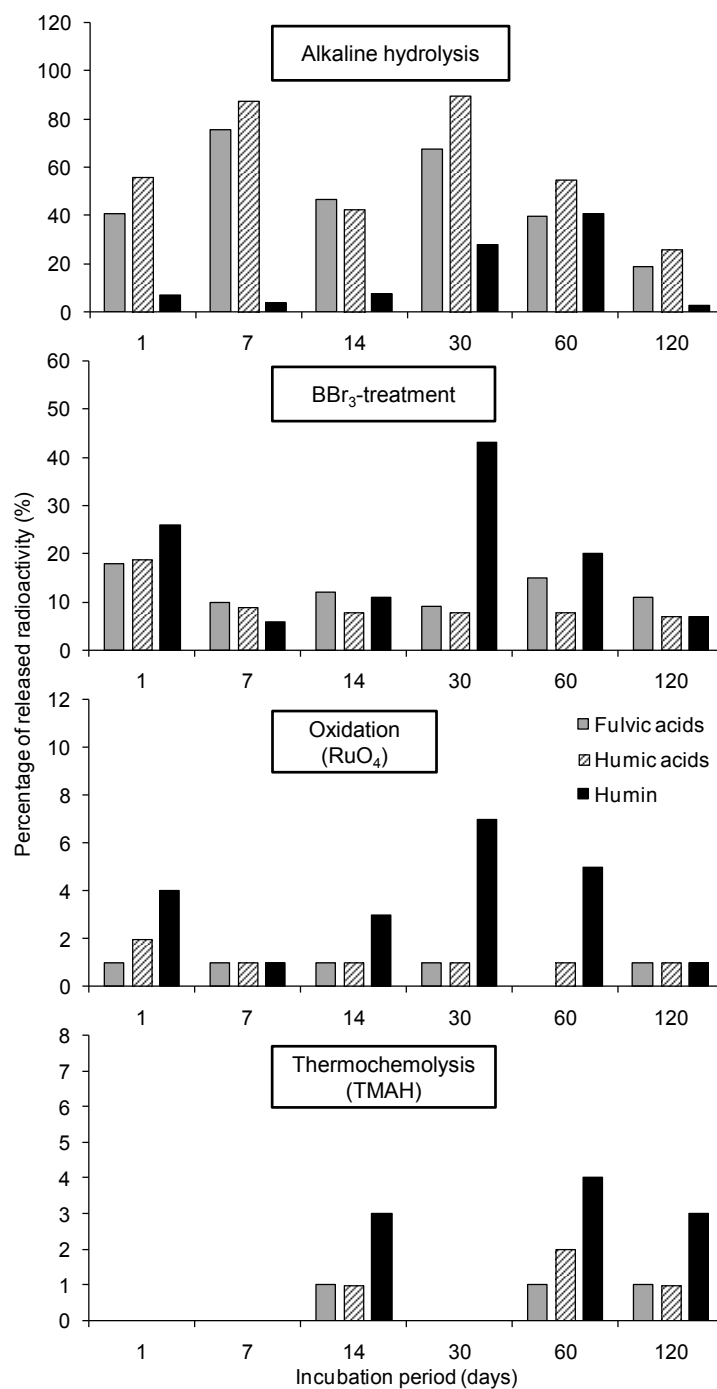 120
Alkaline hydrolysis
100
80
60
40
20
0
1 7 14 30 60 120
60
BBr₃-treatment
50
40
30
20
10
0
1 7 14 30 60 120
Percentage of released radioactivity (%)
12
Oxidation
(RuO₄)
10
8
6
4
2
0
Fulvic acids
Humic acids
Humin
1 7 14 30 60 120
8
Thermochemolysis
(TMAH)
7
6
5
4
3
2
1
0
1 7 14 30 60 120
Incubation period (days)